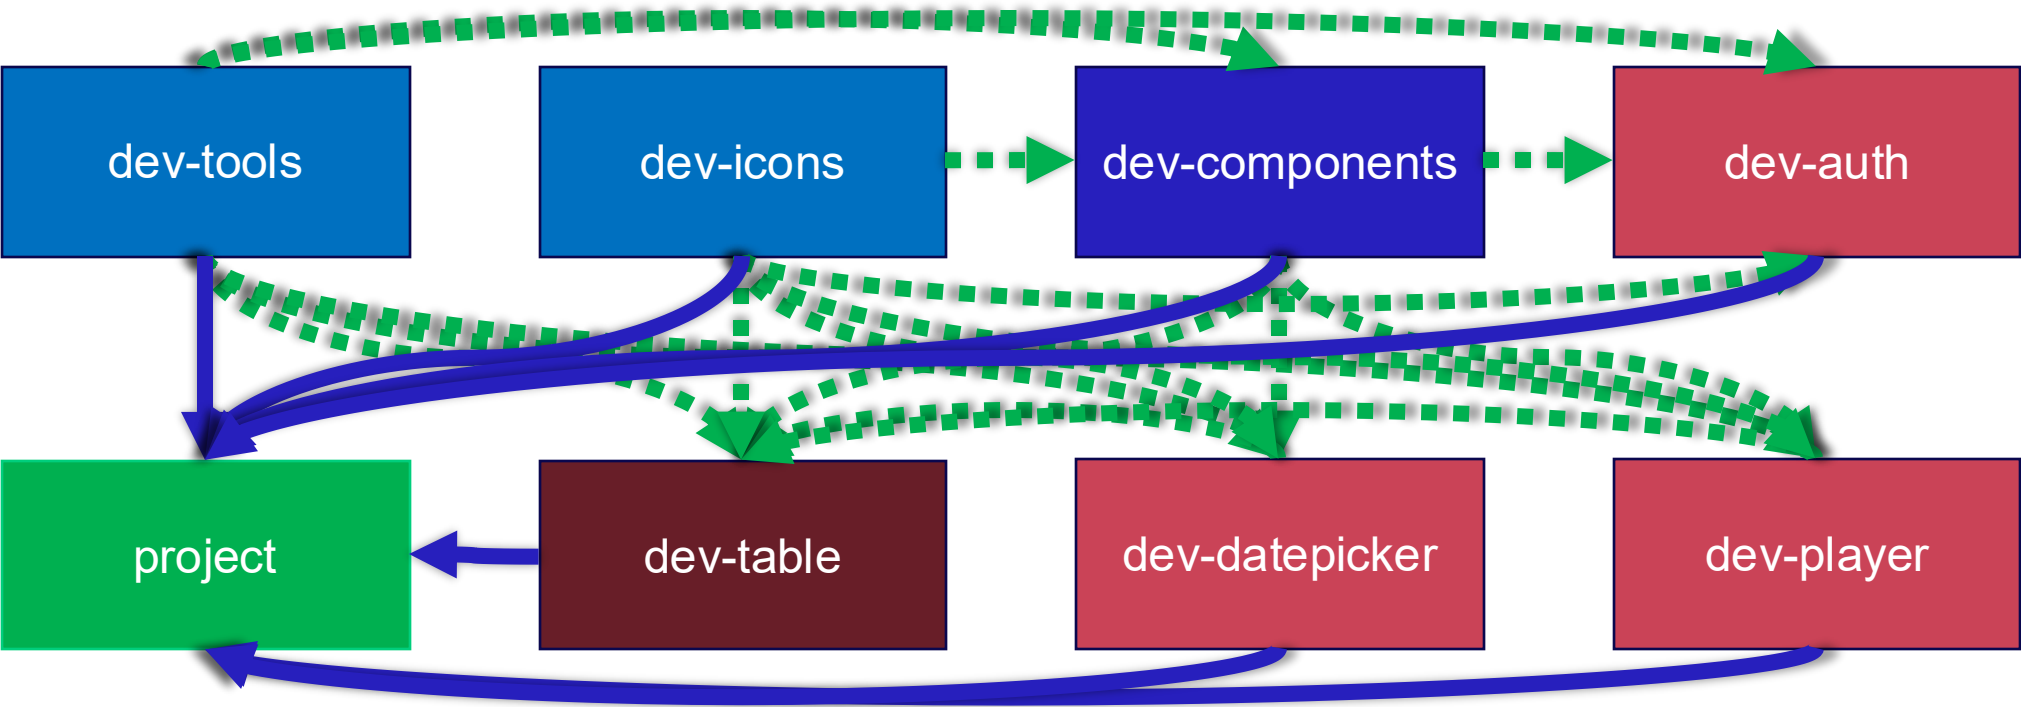 dev-tools
dev-icons
dev-components
dev-auth
project
dev-table
dev-datepicker
dev-player